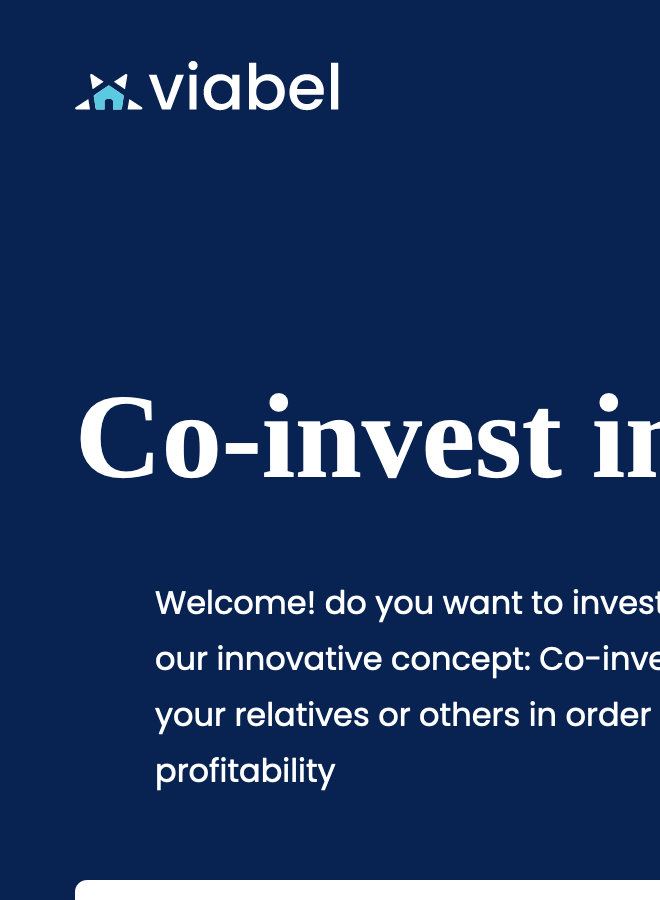 viabel
Co-invest in
Welcome! do you want to invest
our innovative concept: Co-inve
your relatives or others in order
profitability